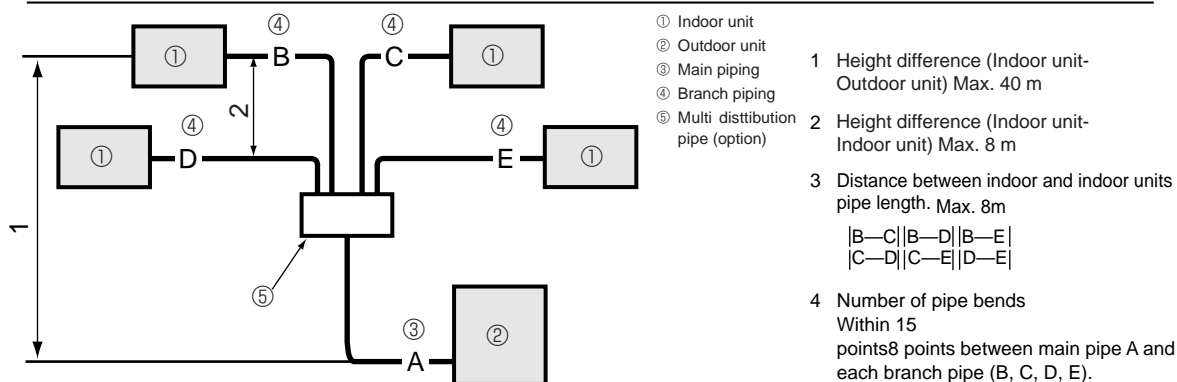 ④
④
B
C
①
①
2
④
④
D
E
①
①
1
⑤
③
A
②
① Indoor unit
② Outdoor unit
③ Main piping
④ Branch piping
⑤ Multi disttibution
pipe (option)
1 Height difference (Indoor unit-
Outdoor unit) Max. 40 m
2 Height difference (Indoor unit-
Indoor unit) Max. 8 m
3 Distance between indoor and indoor units
pipe length. Max. 8m
|B—C||B—D||B—E|
|C—D||C—E||D—E|
4 Number of pipe bends
Within 15
points8 points between main pipe A and
each branch pipe (B, C, D, E).